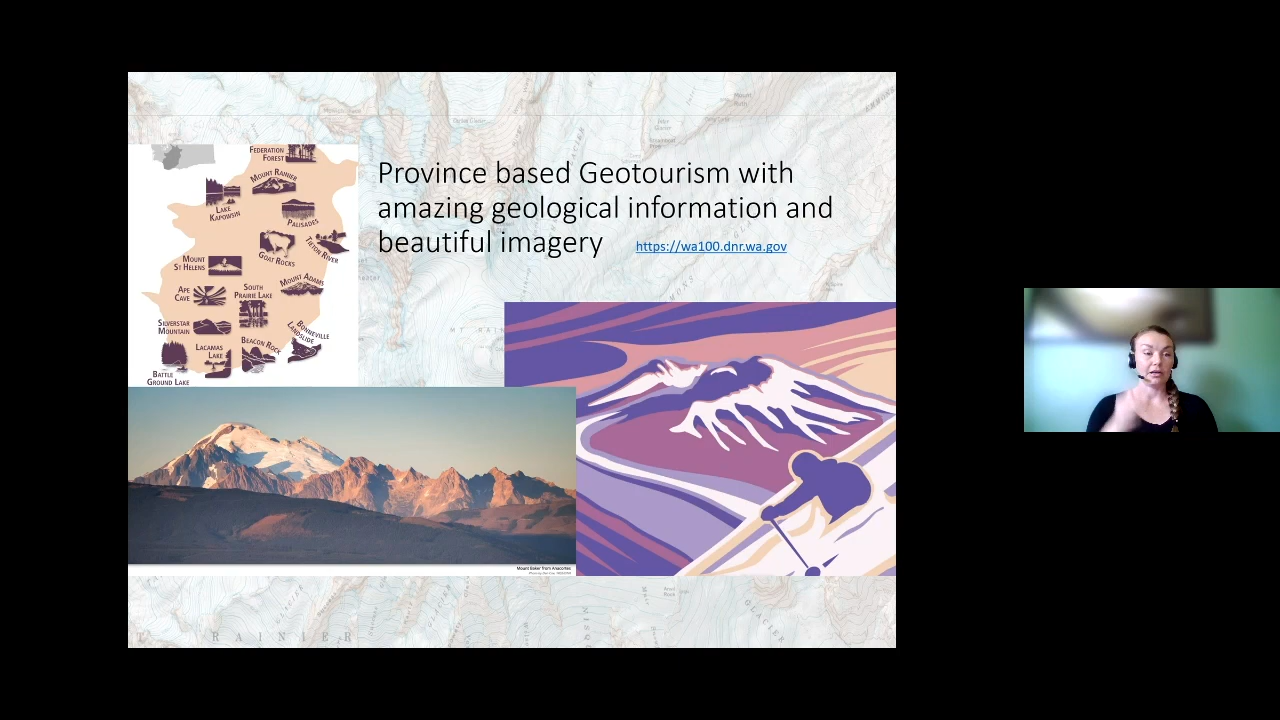 Province based Geotourism with
amazing geological information and
beautiful imagery https://wa100.dnr.wa.gov
FEDERATION
FOREST
MOUNT RAINIER
LAKE
KAPOWSIN
PALISADES
TIETON RIVER
GOAT ROCKS
MOUNT
ST HELENS
MOUNT ADAMS
APE
CAVE
SOUTH
PRAIRIE LAKE
SILVERSTAR
MOUNTAIN
BONNEVILLE
LANDSLIDE
LACAMAS
LAKE
BEACON ROCK
BATTLE
GROUND LAKE
Mount Baker from Anacortes
RAINIER
GLACIER